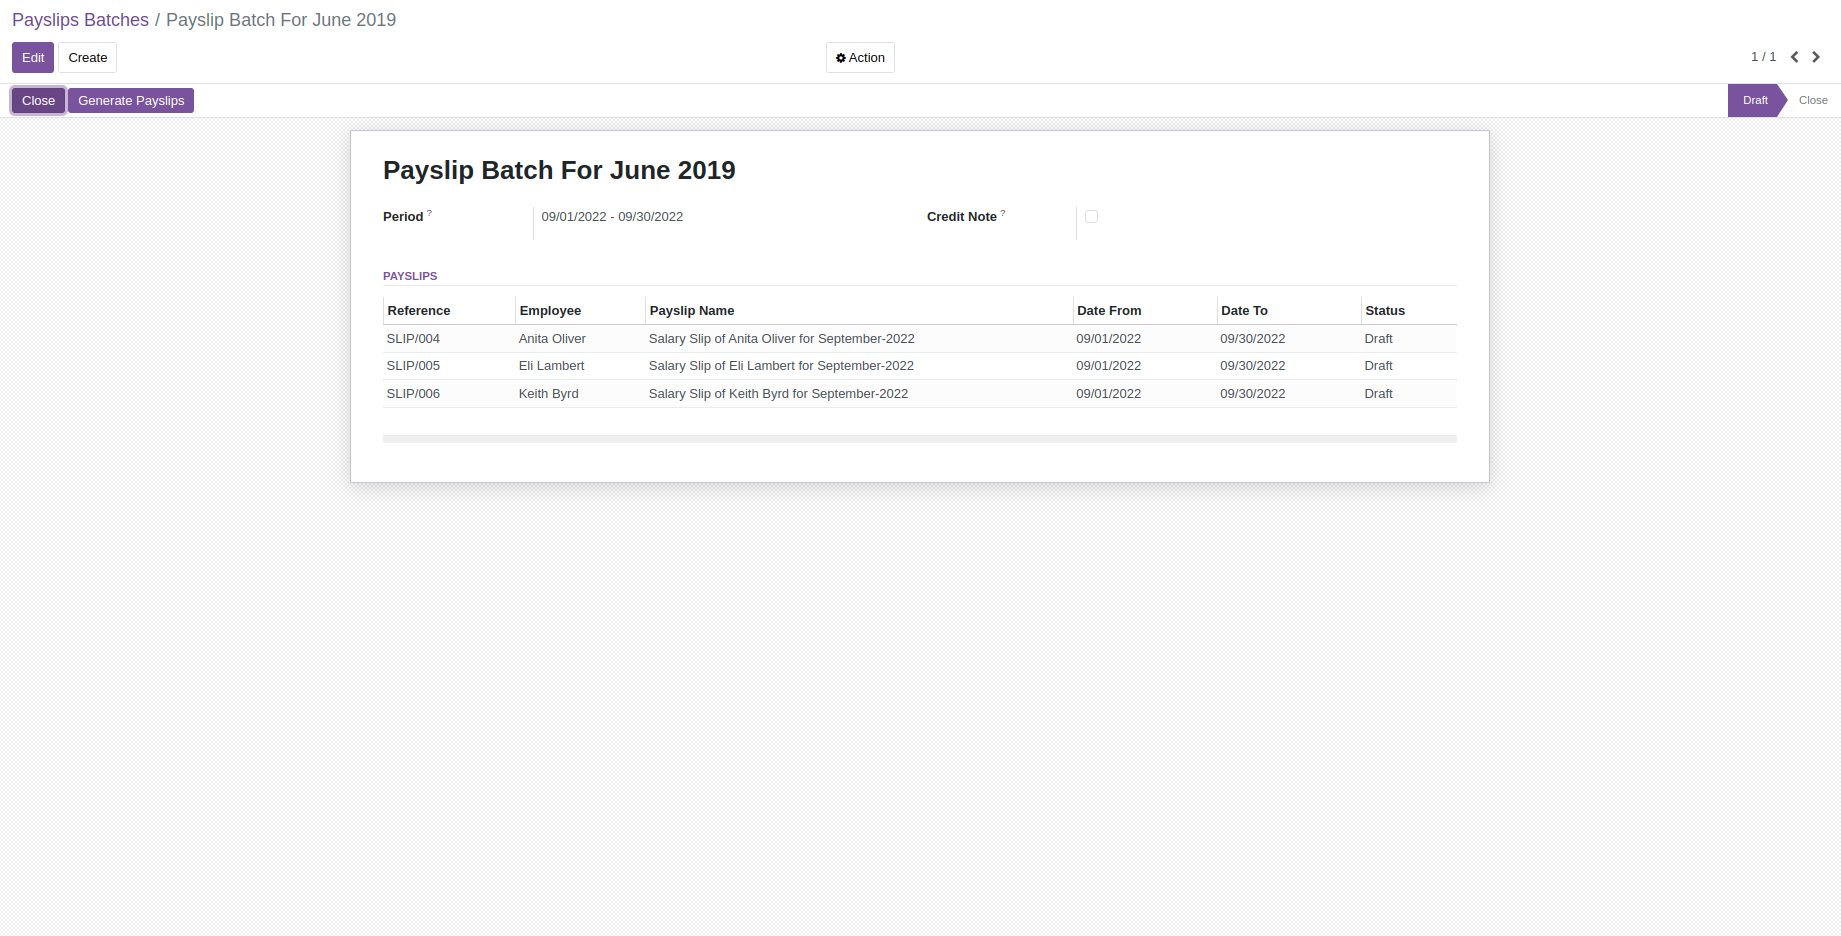 Payslips Batches / Payslip Batch For June 2019
Edit Create Action 1 / 1
Close Generate Payslips Draft Close
Payslip Batch For June 2019
Period ? 09/01/2022 - 09/30/2022 Credit Note ?
PAYSLIPS
Reference Employee Payslip Name Date From Date To Status
SLIP/004 Anita Oliver Salary Slip of Anita Oliver for September-2022 09/01/2022 09/30/2022 Draft
SLIP/005 Eli Lambert Salary Slip of Eli Lambert for September-2022 09/01/2022 09/30/2022 Draft
SLIP/006 Keith Byrd Salary Slip of Keith Byrd for September-2022 09/01/2022 09/30/2022 Draft